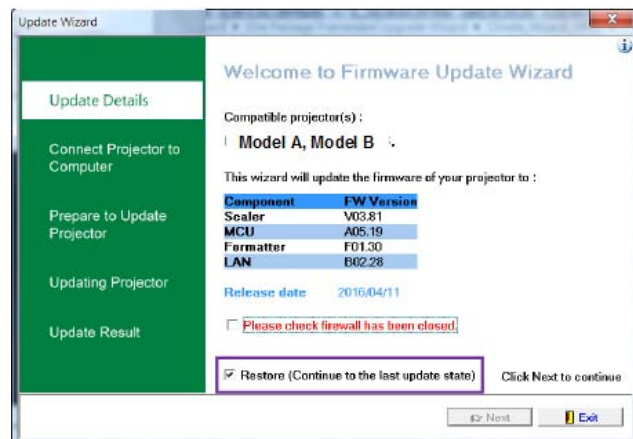 Update Wizard
Welcome to Firmware Update Wizard
Update Details
Compatible projector(s) :
Model A, Model B
Connect Projector to
Computer
This wizard will update the firmware of your projector to :
Component FW Version
Scaler V03.81
MCU A05.19
Formatter F01.30
LAN B02.28
Prepare to Update
Projector
Updating Projector
Release date 2016/04/11
Update Result
Please check firewall has been closed.
Restore (Continue to the last update state)
Click Next to continue
Next
Exit